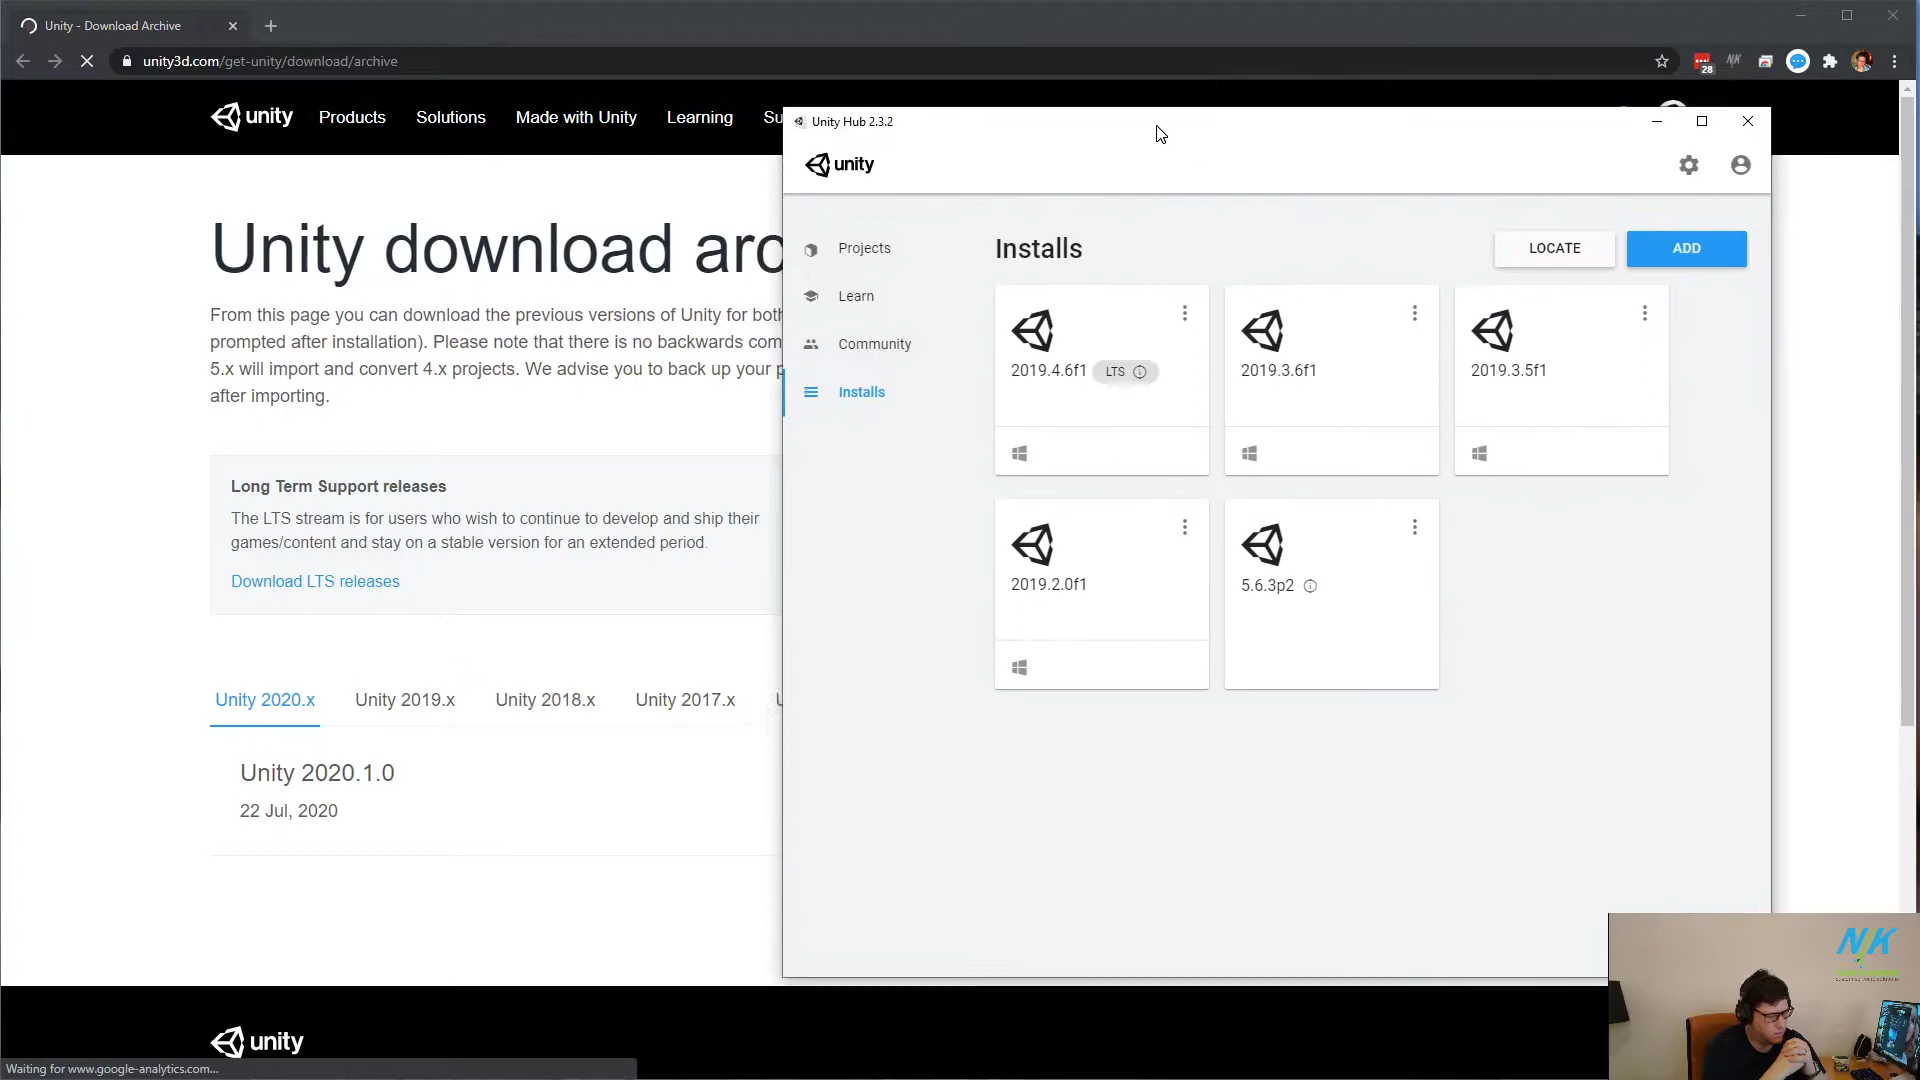 Unity - Download Archive
unity3d.com/get-unity/download/archive
28
NK
unity
Products
Solutions
Made with Unity
Learning
Su
Unity download arc
From this page you can download the previous versions of Unity for both
prompted after installation). Please note that there is no backwards com
5.x will import and convert 4.x projects. We advise you to back up your p
after importing.
Long Term Support releases
The LTS stream is for users who wish to continue to develop and ship their
games/content and stay on a stable version for an extended period.
Download LTS releases
Unity 2020.x
Unity 2019.x
Unity 2018.x
Unity 2017.x
Unity 2020.1.0
22 Jul, 2020
unity
Waiting for www.google-analytics.com...
Unity Hub 2.3.2
unity
Projects
Learn
Community
Installs
Installs
LOCATE
ADD
2019.4.6f1
LTS
2019.3.6f1
2019.3.5f1
2019.2.0f1
5.6.3p2
NK